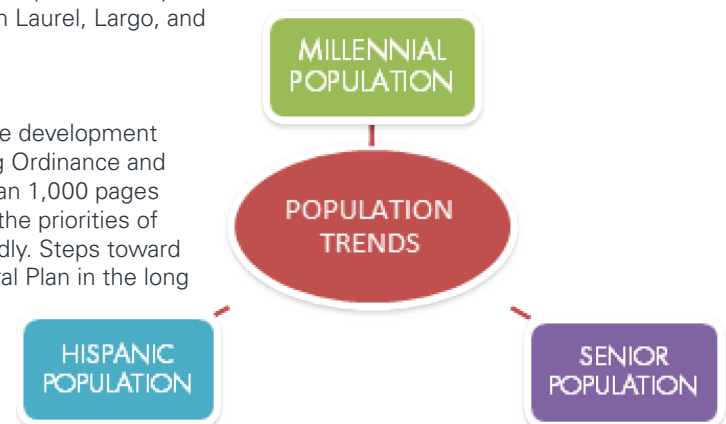 n Laurel, Largo, and
e development
g Ordinance and
an 1,000 pages
the priorities of
dly. Steps toward
al Plan in the long
MILLENNIAL
POPULATION
POPULATION
TRENDS
HISPANIC
POPULATION
SENIOR
POPULATION